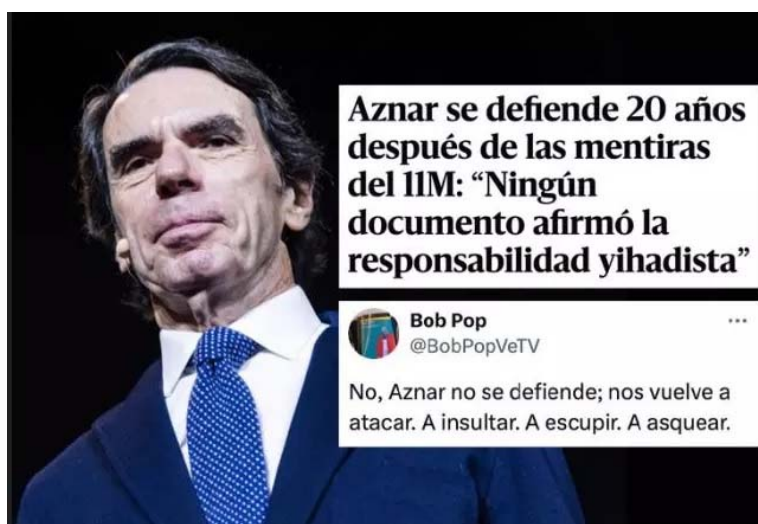 Aznar se defiende 20 años
después de las mentiras
del 11M: “Ningún
documento afirmó la
responsabilidad yihadista”
Bob Pop
@BobPopVeTV
No, Aznar no se defiende; nos vuelve a
atacar. A insultar. A escupir. A asquear.